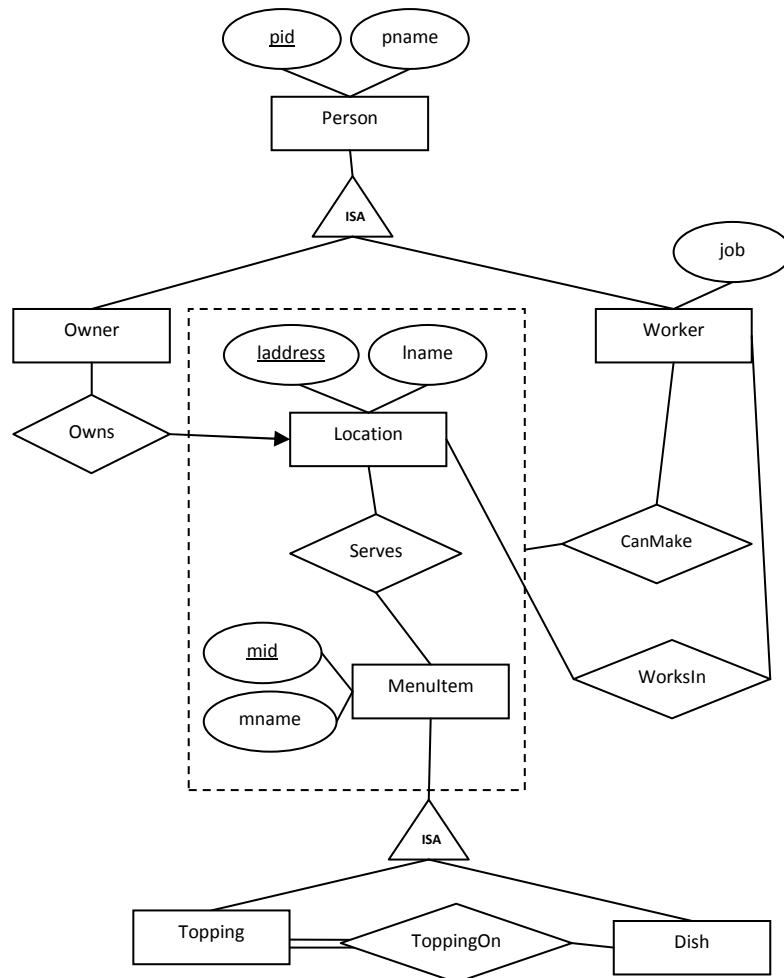 pid
pname
Person
ISA
job
Owner
Worker
laddress
lname
Owns
Location
CanMake
Serves
mid
MenuItem
WorksIn
mname
ISA
Topping
ToppingOn
Dish